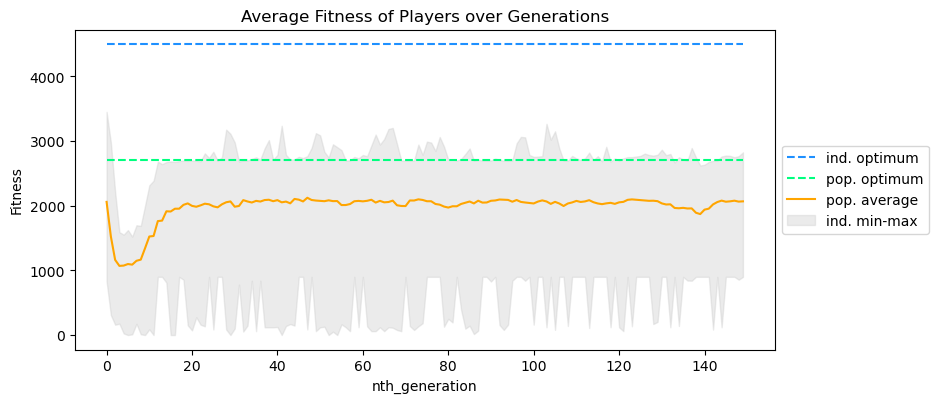 Average Fitness of Players over Generations
Fitness
4000
3000
2000
1000
0
0 20 40 60 80 100 120 140
nth_generation
ind. optimum
pop. optimum
pop. average
ind. min-max